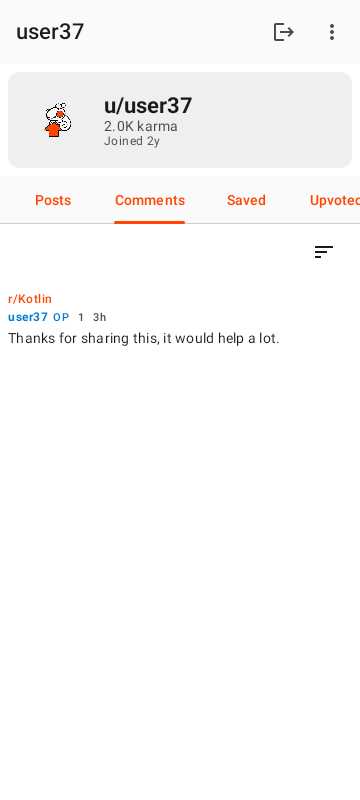 user37
u/user37
2.0K karma
Joined 2y
Posts Comments Saved Upvoted
r/Kotlin
user37 OP 1 3h
Thanks for sharing this, it would help a lot.